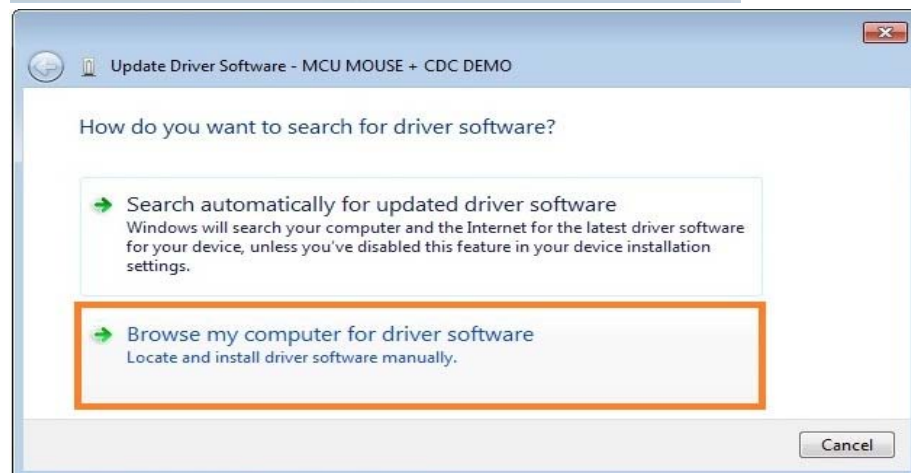 Update Driver Software - MCU MOUSE + CDC DEMO
How do you want to search for driver software?
Search automatically for updated driver software
Windows will search your computer and the Internet for the latest driver software
for your device, unless you've disabled this feature in your device installation
settings.
Browse my computer for driver software
Locate and install driver software manually.
Cancel